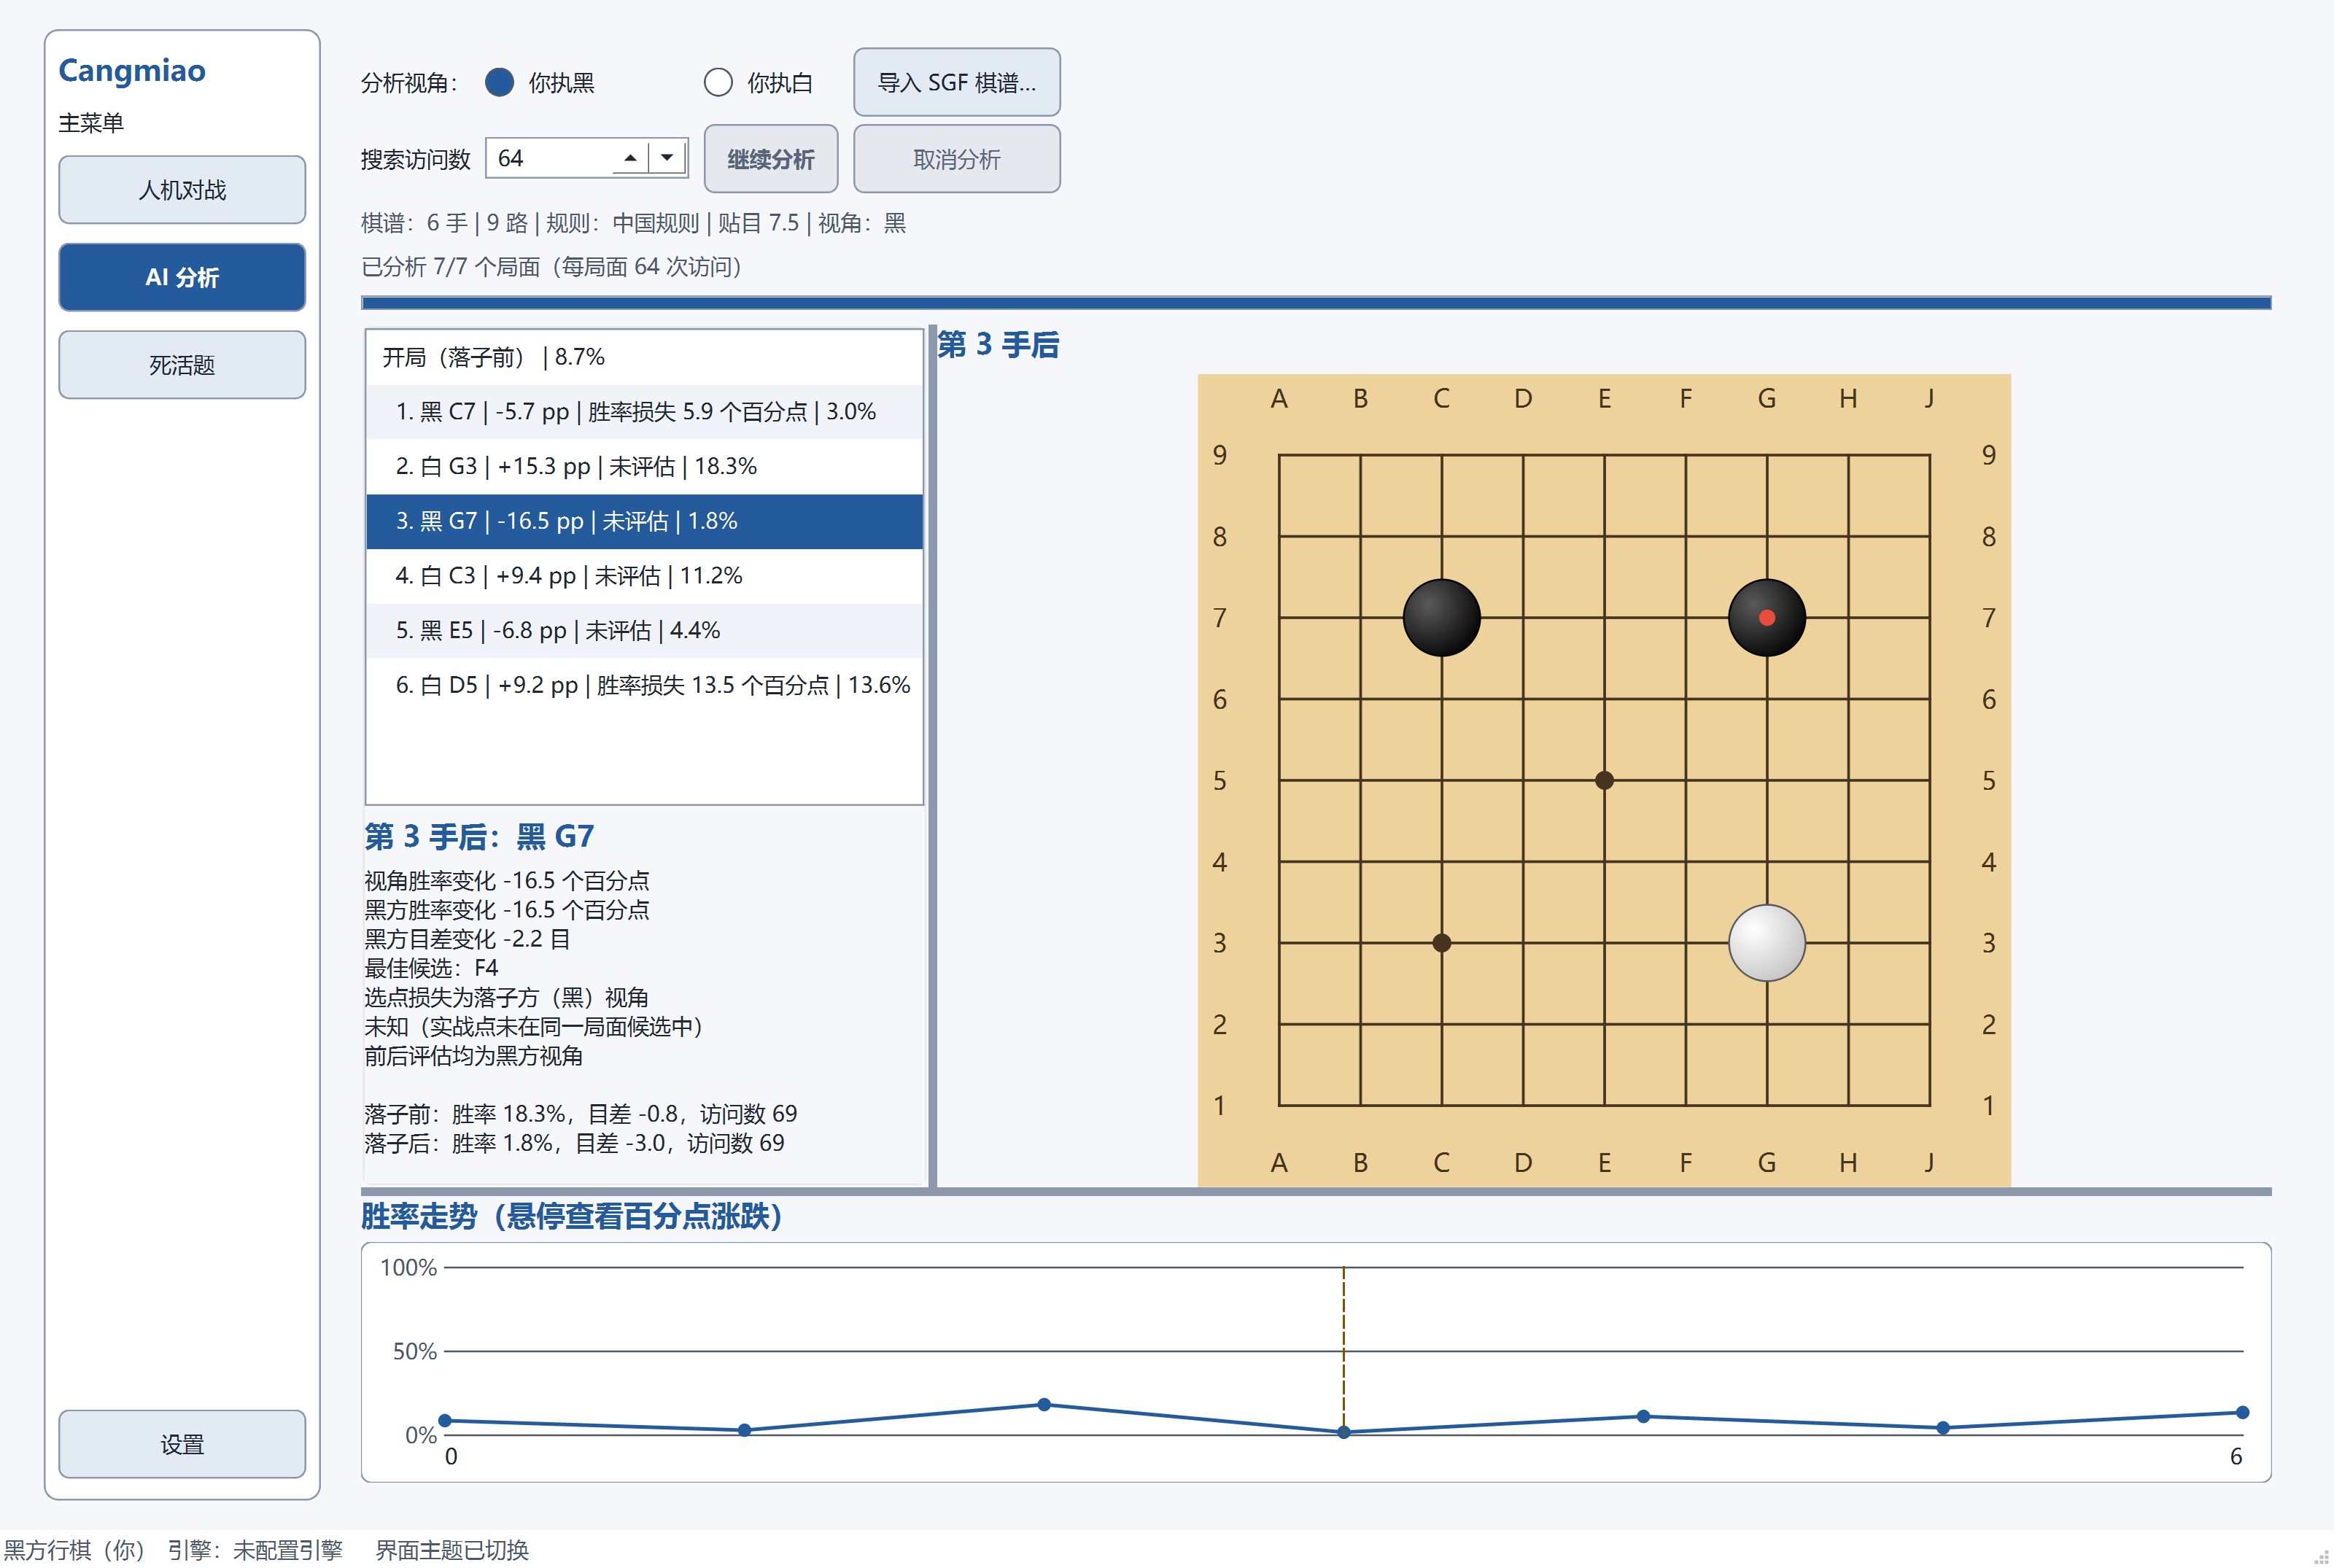 Cangmiao
主菜单
人机对战
AI 分析
死活题
设置
分析视角： 你执黑 你执白 导入 SGF 棋谱...
搜索访问数 64 继续分析 取消分析
棋谱：6 手 | 9 路 | 规则：中国规则 | 贴目 7.5 | 视角：黑
已分析 7/7 个局面（每局面 64 次访问）
开局（落子前） | 8.7%
1. 黑 C7 | -5.7 pp | 胜率损失 5.9 个百分点 | 3.0%
2. 白 G3 | +15.3 pp | 未评估 | 18.3%
3. 黑 G7 | -16.5 pp | 未评估 | 1.8%
4. 白 C3 | +9.4 pp | 未评估 | 11.2%
5. 黑 E5 | -6.8 pp | 未评估 | 4.4%
6. 白 D5 | +9.2 pp | 胜率损失 13.5 个百分点 | 13.6%
第 3 手后：黑 G7
视角胜率变化 -16.5 个百分点
黑方胜率变化 -16.5 个百分点
黑方目差变化 -2.2 目
最佳候选：F4
选点损失为落子方（黑）视角
未知（实战点未在同一局面候选中）
前后评估均为黑方视角
落子前：胜率 18.3%，目差 -0.8，访问数 69
落子后：胜率 1.8%，目差 -3.0，访问数 69
第 3 手后
A B C D E F G H J
9 9
8 8
7 7
6 6
5 5
4 4
3 3
2 2
1 1
A B C D E F G H J
胜率走势（悬停查看百分点涨跌）
100%
50%
0%
0 6
黑方行棋（你） 引擎：未配置引擎 界面主题已切换